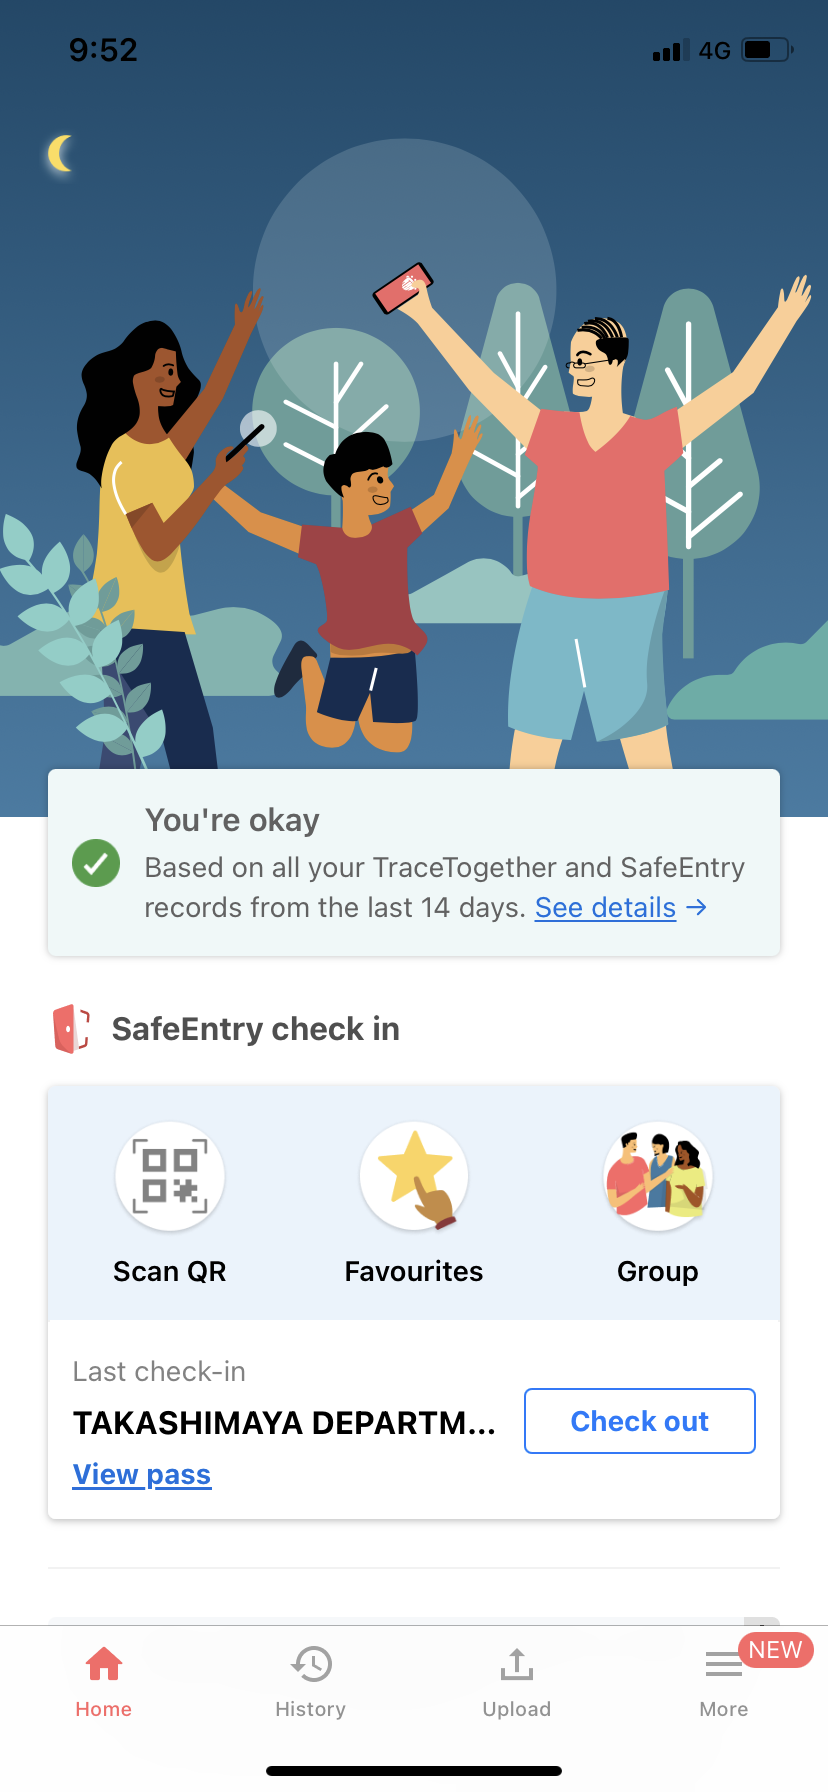 9:52
4G
You're okay
Based on all your TraceTogether and SafeEntry
records from the last 14 days. See details →
SafeEntry check in
Scan QR
Favourites
Group
Last check-in
TAKASHIMAYA DEPARTM...
Check out
View pass
NEW
Home
History
Upload
More